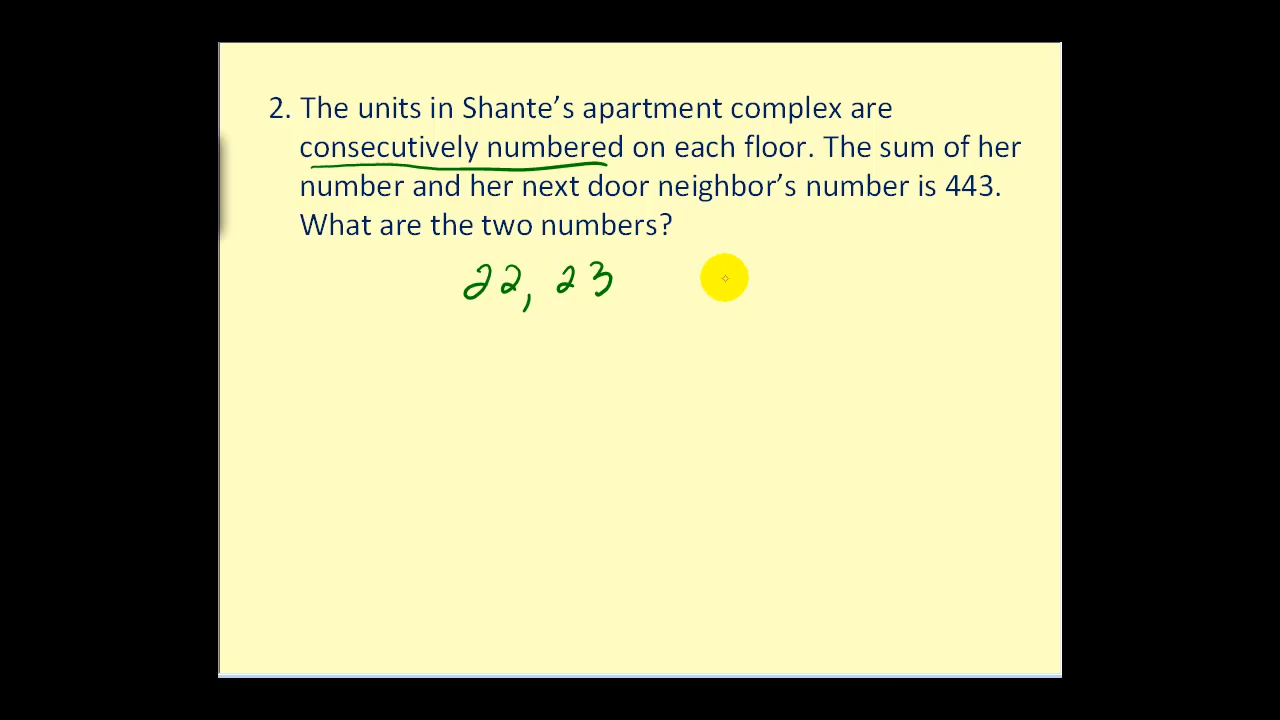 2. The units in Shante’s apartment complex are
consecutively numbered on each floor. The sum of her
number and her next door neighbor’s number is 443.
What are the two numbers?
22, 23